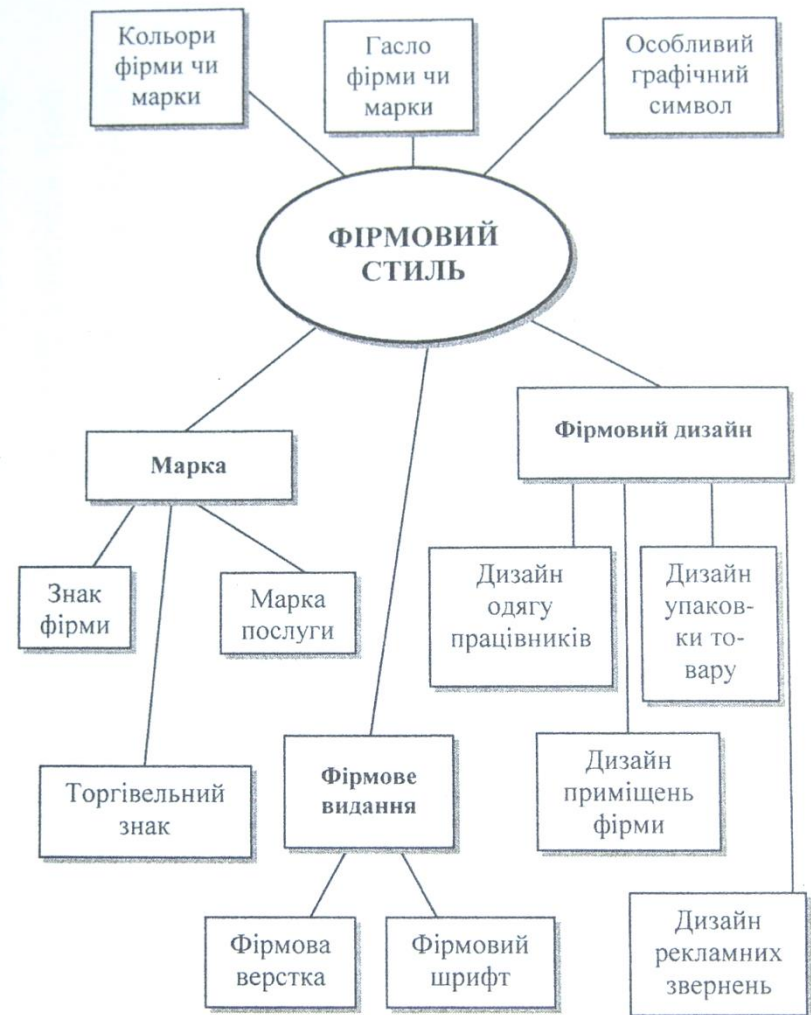 Кольори
фірми чи
марки
Гасло
фірми чи
марки
Особливий
графічний
символ
ФІРМОВИЙ
СТИЛЬ
Марка
Фірмовий дизайн
Знак
фірми
Марка
послуги
Дизайн
одягу
працівників
Дизайн
упаков-
ки то-
вару
Торгівельний
знак
Фірмове
видання
Дизайн
приміщень
фірми
Фірмова
верстка
Фірмовий
шрифт
Дизайн
рекламних
звернень